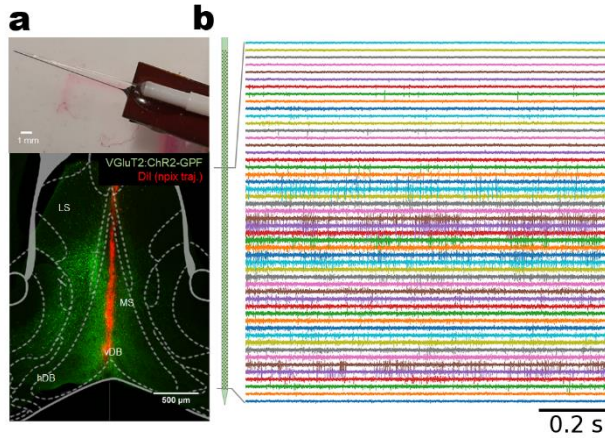 a
b
1 mm
VGluT2:ChR2-GPF
DiI (npix traj.)
LS
MS
vDB
hDB
500 µm
0.2 s